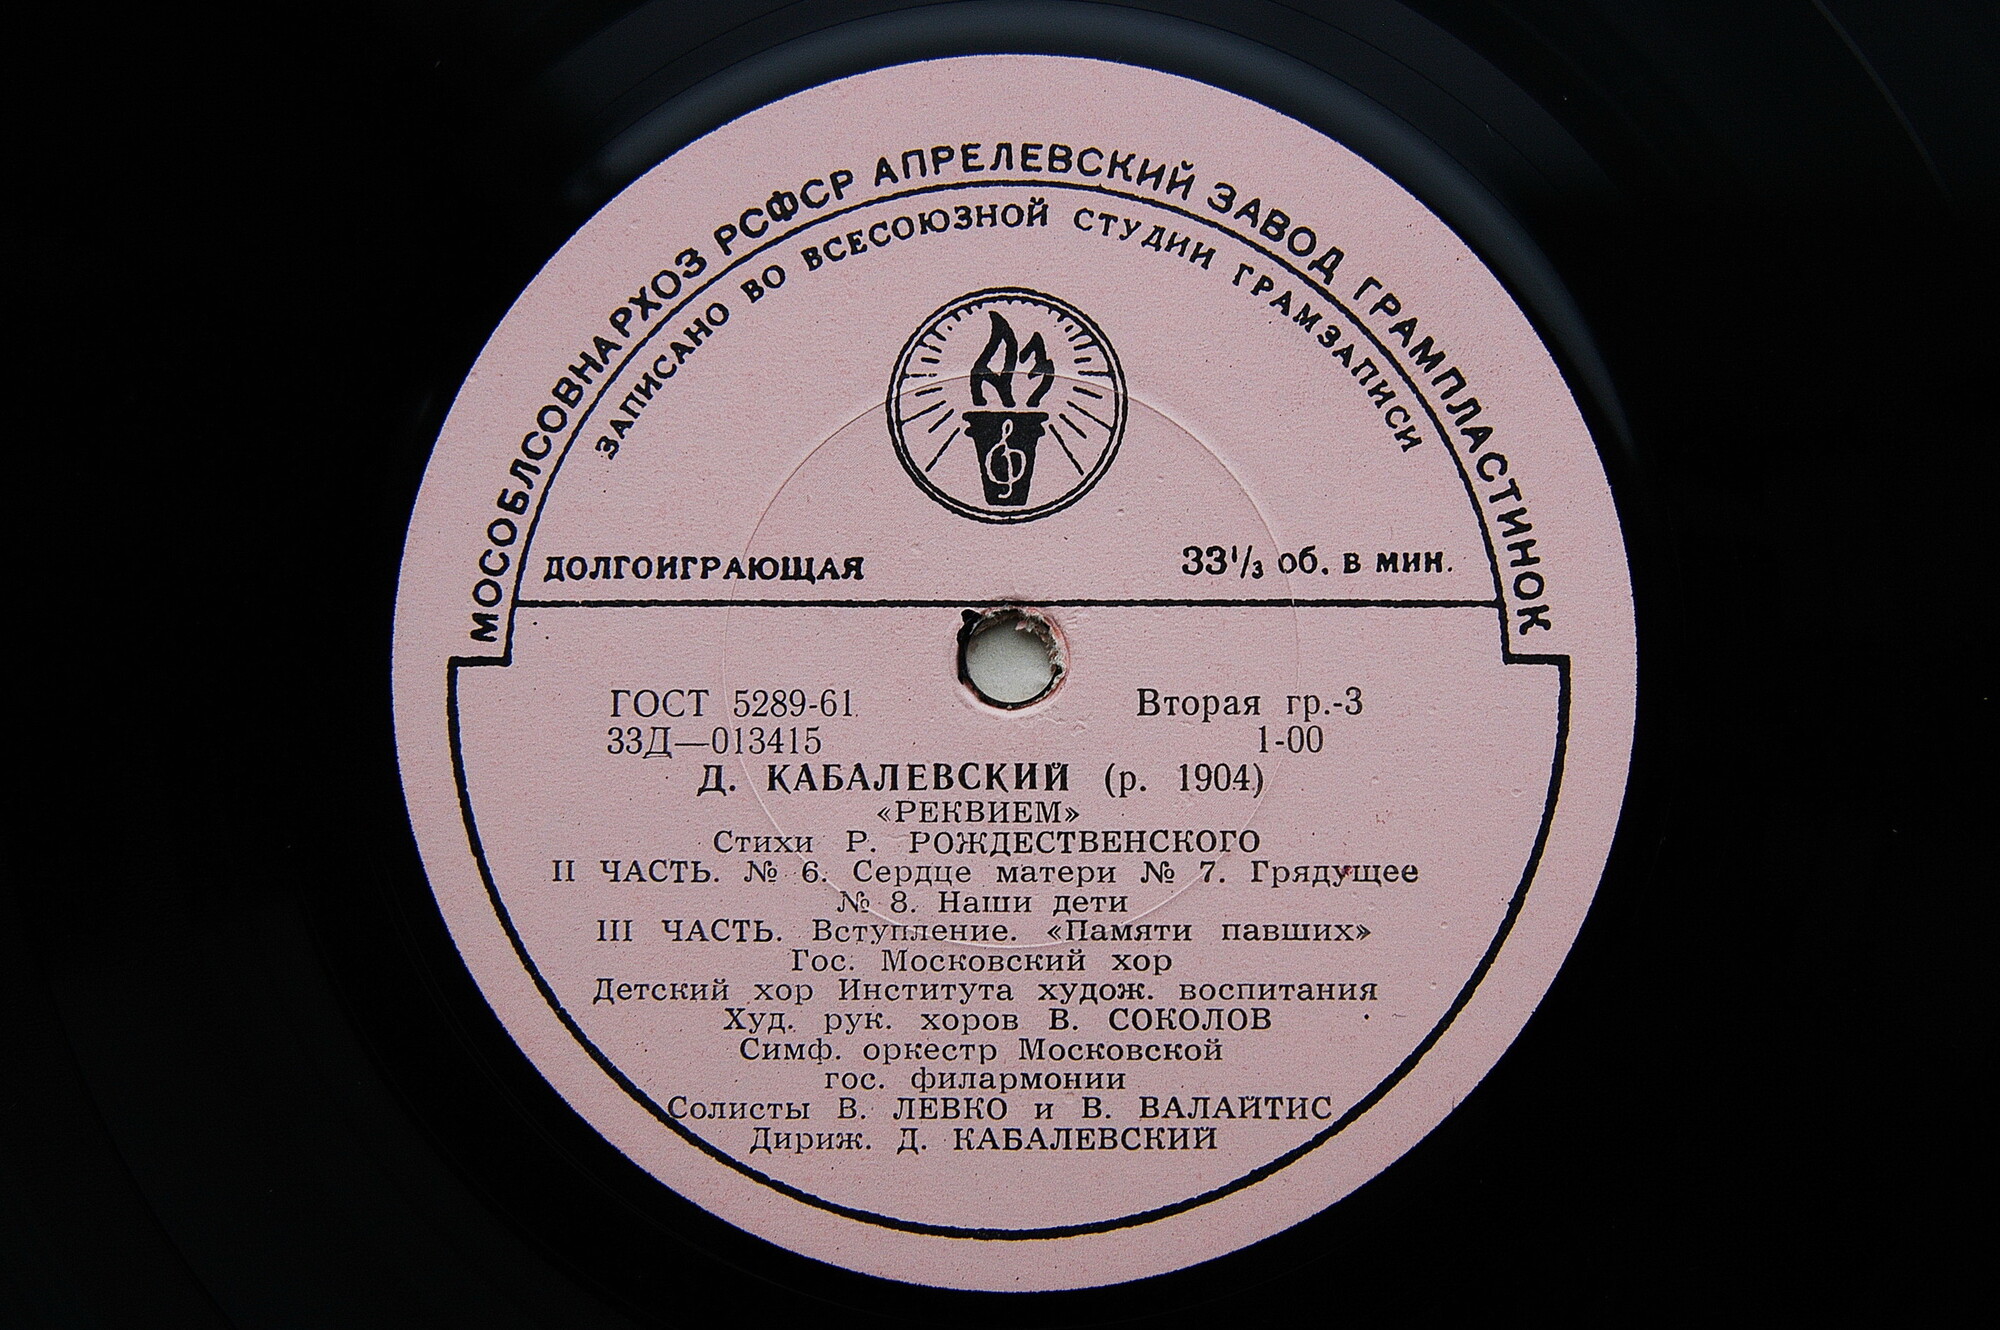 МОСОБЛСОВНАРХОЗ РСФСР АПРЕЛЕВСКИЙ ЗАВОД ГРАМПЛАСТИНОК
ЗАПИСАНО ВО ВСЕСОЮЗНОЙ СТУДИИ ГРАМЗАПИСИ
ДОЛГОИГРАЮЩАЯ 33⅓ об. в мин.
ГОСТ 5289-61 Вторая гр.-3
33Д—013415 1-00
Д. КАБАЛЕВСКИЙ (р. 1904)
«РЕКВИЕМ»
Стихи Р. РОЖДЕСТВЕНСКОГО
II ЧАСТЬ. № 6. Сердце матери № 7. Грядущее
№ 8. Наши дети
III ЧАСТЬ. Вступление. «Памяти павших»
Гос. Московский хор
Детский хор Института худож. воспитания
Худ. рук. хоров В. СОКОЛОВ
Симф. оркестр Московской
гос. филармонии
Солисты В. ЛЕВКО и В. ВАЛАЙТИС
Дириж. Д. КАБАЛЕВСКИЙ